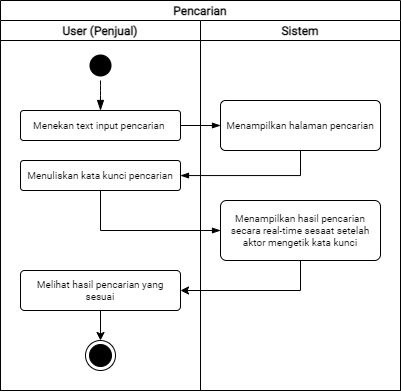 Pencarian
User (Penjual)
Sistem
Menekan text input pencarian
Menampilkan halaman pencarian
Menuliskan kata kunci pencarian
Menampilkan hasil pencarian
secara real-time sesaat setelah
aktor mengetik kata kunci
Melihat hasil pencarian yang
sesuai